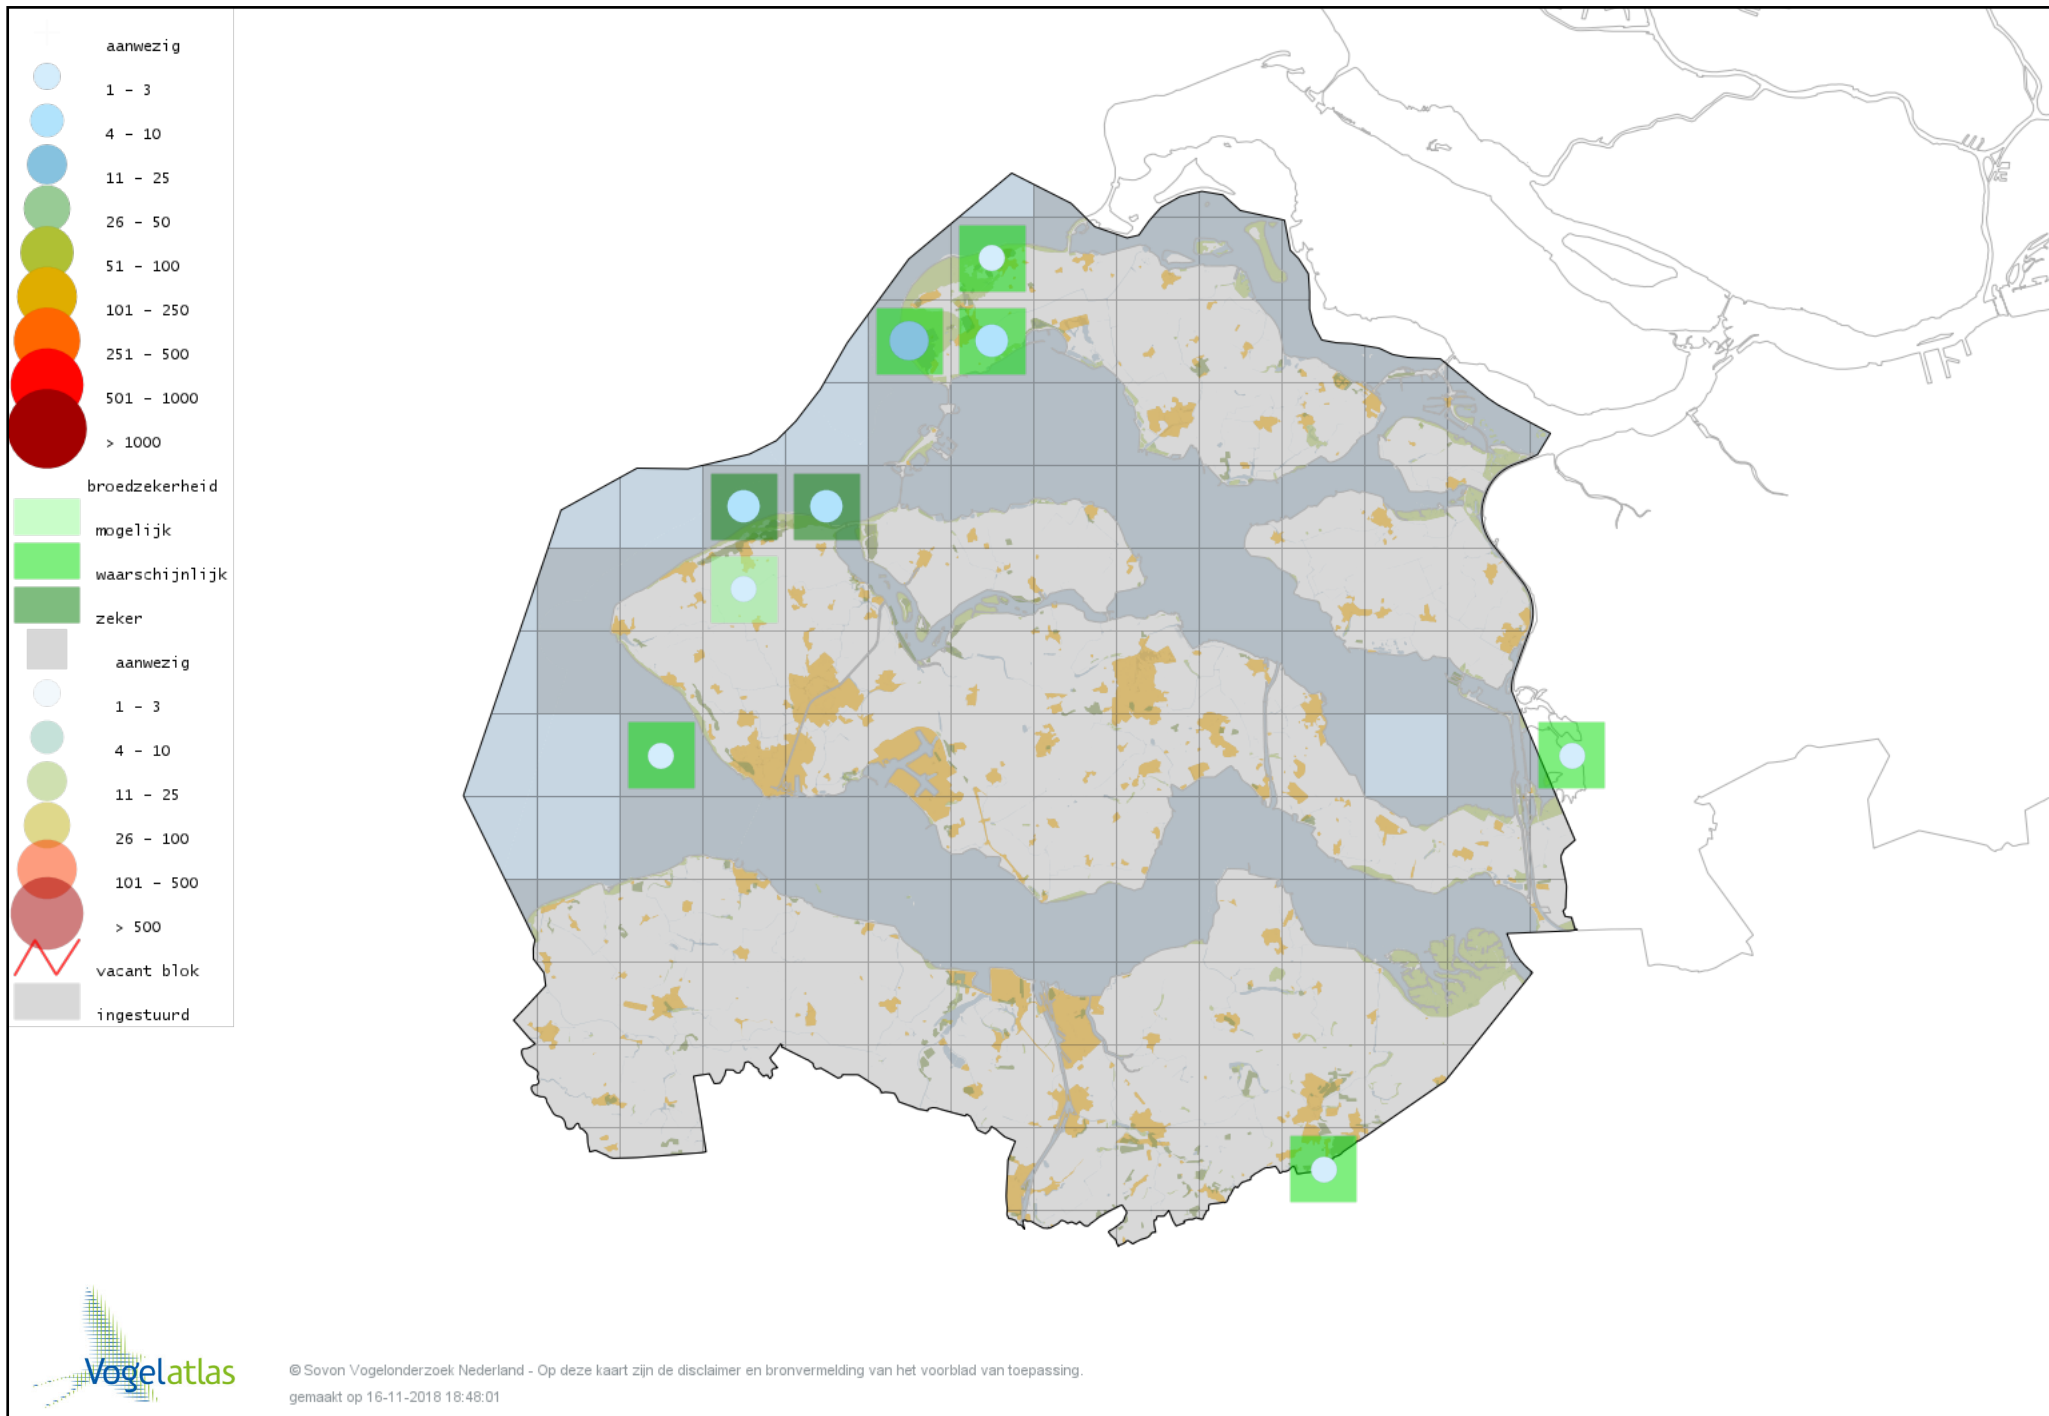 aanwezig
1 - 3
4 - 10
11 - 25
26 - 50
51 - 100
101 - 250
251 - 500
501 - 1000
> 1000
broedzekerheid
mogelijk
waarschijnlijk
zeker
aanwezig
1 - 3
4 - 10
11 - 25
26 - 100
101 - 500
> 500
vacant blok
ingestuurd
Vogelatlas
© Sovon Vogelonderzoek Nederland - Op deze kaart zijn de disclaimer en bronvermelding van het voorblad van toepassing.
gemaakt op 16-11-2018 18:48:01